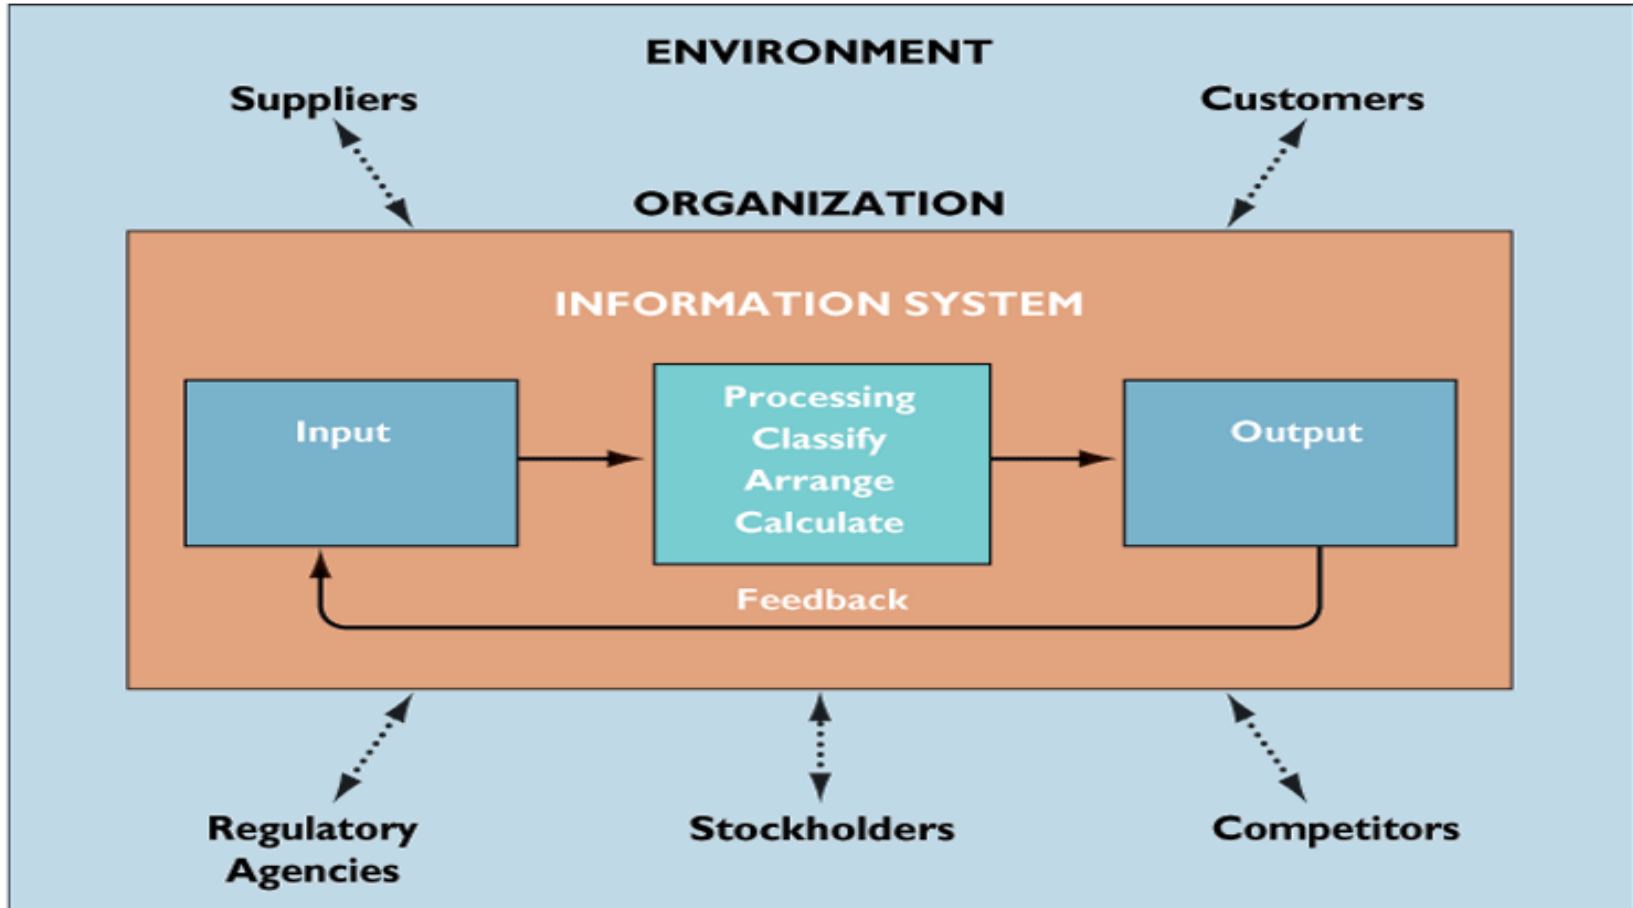 ENVIRONMENT
Suppliers
Customers
ORGANIZATION
INFORMATION SYSTEM
Input
Processing
Classify
Arrange
Calculate
Output
Feedback
Regulatory
Agencies
Stockholders
Competitors